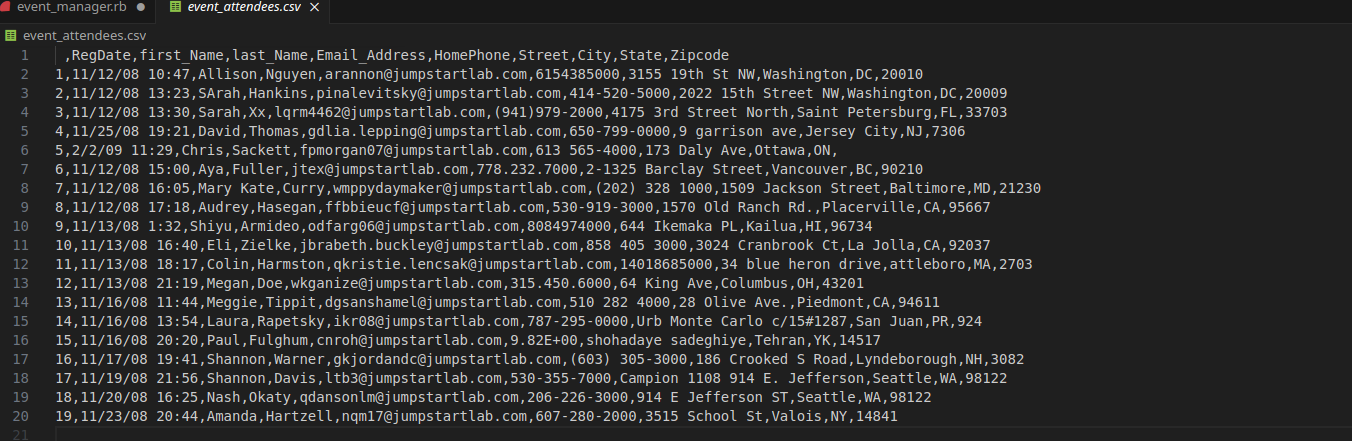 event_manager.rb
event_attendees.csv
event_attendees.csv
1 ,RegDate,first_Name,last_Name,Email_Address,HomePhone,Street,City,State,Zipcode
2 1,11/12/08 10:47,Allison,Nguyen,arannon@jumpstartlab.com,6154385000,3155 19th St NW,Washington,DC,20010
3 2,11/12/08 13:23,SArah,Hankins,pinalevitsky@jumpstartlab.com,414-520-5000,2022 15th Street NW,Washington,DC,20009
4 3,11/12/08 13:30,Sarah,Xx,lqrm4462@jumpstartlab.com,(941)979-2000,4175 3rd Street North,Saint Petersburg,FL,33703
5 4,11/25/08 19:21,David,Thomas,gdlia.lepping@jumpstartlab.com,650-799-0000,9 garrison ave,Jersey City,NJ,7306
6 5,2/2/09 11:29,Chris,Sackett,fpmorgan07@jumpstartlab.com,613 565-4000,173 Daly Ave,Ottawa,ON,
7 6,11/12/08 15:00,Aya,Fuller,jtex@jumpstartlab.com,778.232.7000,2-1325 Barclay Street,Vancouver,BC,90210
8 7,11/12/08 16:05,Mary Kate,Curry,wmppydaymaker@jumpstartlab.com,(202) 328 1000,1509 Jackson Street,Baltimore,MD,21230
9 8,11/12/08 17:18,Audrey,Hasegan,ffbbieucf@jumpstartlab.com,530-919-3000,1570 Old Ranch Rd.,Placerville,CA,95667
10 9,11/13/08 1:32,Shiyu,Armideo,odfarg06@jumpstartlab.com,8084974000,644 Ikemaka PL,Kailua,HI,96734
11 10,11/13/08 16:40,Eli,Zielke,jbrabeth.buckley@jumpstartlab.com,858 405 3000,3024 Cranbrook Ct,La Jolla,CA,92037
12 11,11/13/08 18:17,Colin,Harmston,qkristie.lencsak@jumpstartlab.com,14018685000,34 blue heron drive,attleboro,MA,2703
13 12,11/13/08 21:19,Megan,Doe,wkganize@jumpstartlab.com,315.450.6000,64 King Ave,Columbus,OH,43201
14 13,11/16/08 11:44,Meggie,Tippit,dgsanshamel@jumpstartlab.com,510 282 4000,28 Olive Ave.,Piedmont,CA,94611
15 14,11/16/08 13:54,Laura,Rapetsky,ikr08@jumpstartlab.com,787-295-0000,Urb Monte Carlo c/15#1287,San Juan,PR,924
16 15,11/16/08 20:20,Paul,Fulghum,cnroh@jumpstartlab.com,9.82E+00,shohadaye sadeghiye,Tehran,YK,14517
17 16,11/17/08 19:41,Shannon,Warner,gkjordandc@jumpstartlab.com,(603) 305-3000,186 Crooked S Road,Lyndeborough,NH,3082
18 17,11/19/08 21:56,Shannon,Davis,ltb3@jumpstartlab.com,530-355-7000,Campion 1108 914 E. Jefferson,Seattle,WA,98122
19 18,11/20/08 16:25,Nash,Okaty,qdansonlm@jumpstartlab.com,206-226-3000,914 E Jefferson ST,Seattle,WA,98122
20 19,11/23/08 20:44,Amanda,Hartzell,nqm17@jumpstartlab.com,607-280-2000,3515 School St,Valois,NY,14841
21